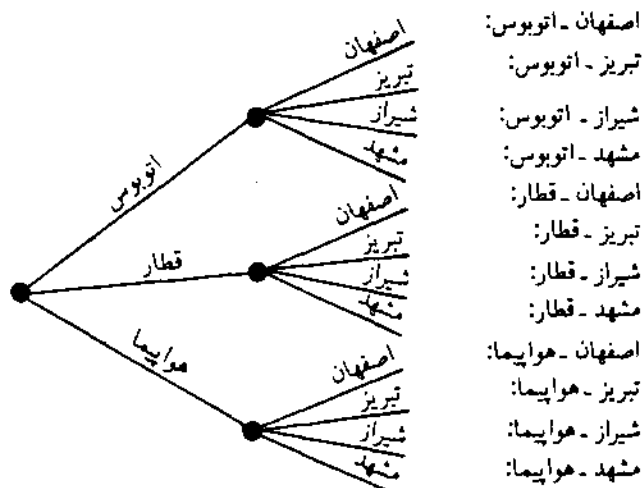 اصفهان ـ اتوبوس:
تبریز ـ اتوبوس:
شیراز ـ اتوبوس:
مشهد ـ اتوبوس:
اصفهان ـ قطار:
تبریز ـ قطار:
شیراز ـ قطار:
مشهد ـ قطار:
اصفهان ـ هواپیما:
تبریز ـ هواپیما:
شیراز ـ هواپیما:
مشهد ـ هواپیما:
اصفهان
تبریز
شیراز
مشهد
اتوبوس
اصفهان
تبریز
شیراز
مشهد
قطار
اصفهان
تبریز
شیراز
مشهد
هواپیما